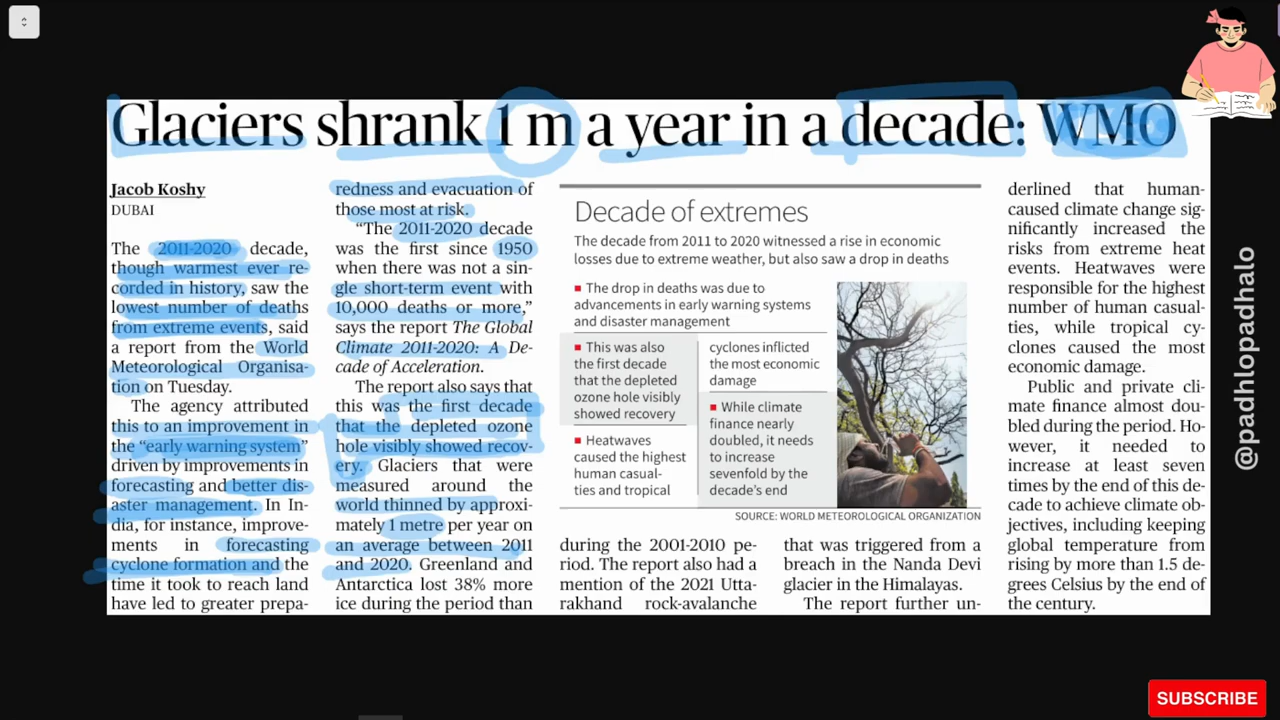 Glaciers shrank 1 m a year in a decade: WMO
Jacob Koshy
DUBAI
The 2011-2020 decade,
though warmest ever re-
corded in history, saw the
lowest number of deaths
from extreme events, said
a report from the World
Meteorological Organisa-
tion on Tuesday.
The agency attributed
this to an improvement in
the “early warning system”
driven by improvements in
forecasting and better dis-
aster management. In In-
dia, for instance, improve-
ments in forecasting
cyclone formation and the
time it took to reach land
have led to greater prepa-
redness and evacuation of
those most at risk.
“The 2011-2020 decade
was the first since 1950
when there was not a sin-
gle short-term event with
10,000 deaths or more,”
says the report The Global
Climate 2011-2020: A De-
cade of Acceleration.
The report also says that
this was the first decade
that the depleted ozone
hole visibly showed recov-
ery. Glaciers that were
measured around the
world thinned by approxi-
mately 1 metre per year on
an average between 2011
and 2020. Greenland and
Antarctica lost 38% more
ice during the period than
Decade of extremes
The decade from 2011 to 2020 witnessed a rise in economic
losses due to extreme weather, but also saw a drop in deaths
The drop in deaths was due to
advancements in early warning systems
and disaster management
This was also
the first decade
that the depleted
ozone hole visibly
showed recovery
Heatwaves
caused the highest
human casual-
ties and tropical
cyclones inflicted
the most economic
damage
While climate
finance nearly
doubled, it needs
to increase
sevenfold by the
decade’s end
SOURCE: WORLD METEOROLOGICAL ORGANIZATION
during the 2001-2010 pe-
riod. The report also had a
mention of the 2021 Utta-
rakhand rock-avalanche
that was triggered from a
breach in the Nanda Devi
glacier in the Himalayas.
The report further un-
derlined that human-
caused climate change sig-
nificantly increased the
risks from extreme heat
events. Heatwaves were
responsible for the highest
number of human casual-
ties, while tropical cy-
clones caused the most
economic damage.
Public and private cli-
mate finance almost dou-
bled during the period. Ho-
wever, it needed to
increase at least seven
times by the end of this de-
cade to achieve climate ob-
jectives, including keeping
global temperature from
rising by more than 1.5 de-
grees Celsius by the end of
the century.
@padhlopadhalo
SUBSCRIBE